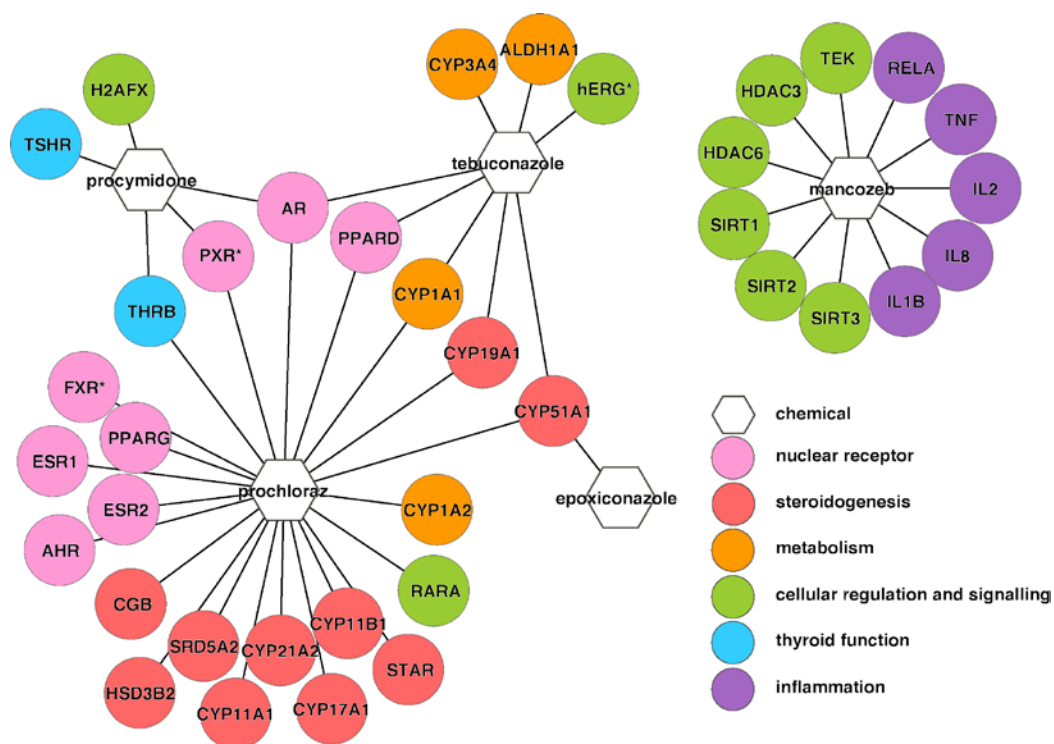 ALDH1A1
CYP3A4
TEK
RELA
H2AFX
hERG*
HDAC3
TNF
TSHR
procymidone
tebuconazole
HDAC6
mancozeb
IL2
AR
PPARD
SIRT1
PXR*
IL8
SIRT2
CYP1A1
IL1B
THRB
SIRT3
CYP19A1
FXR*
CYP51A1
chemical
PPARG
ESR1
nuclear receptor
prochloraz
epoxiconazole
steroidogenesis
ESR2
CYP1A2
AHR
metabolism
RARA
cellular regulation and signalling
CGB
CYP11B1
SRD5A2
CYP21A2
thyroid function
STAR
HSD3B2
inflammation
CYP11A1
CYP17A1